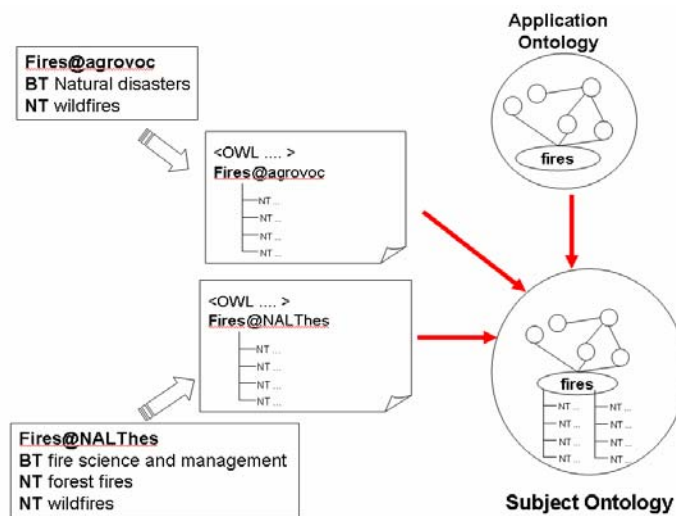 Fires@agrovoc
BT Natural disasters
NT wildfires
Application
Ontology
fires
<OWL .... >
Fires@agrovoc
NT ...
NT ...
NT ...
NT ...
<OWL .... >
Fires@NALThes
NT ...
NT ...
NT ...
NT ...
fires
NT ... NT ...
NT ... NT ...
NT ... NT ...
NT ... NT ...
Fires@NALThes
BT fire science and management
NT forest fires
NT wildfires
Subject Ontology